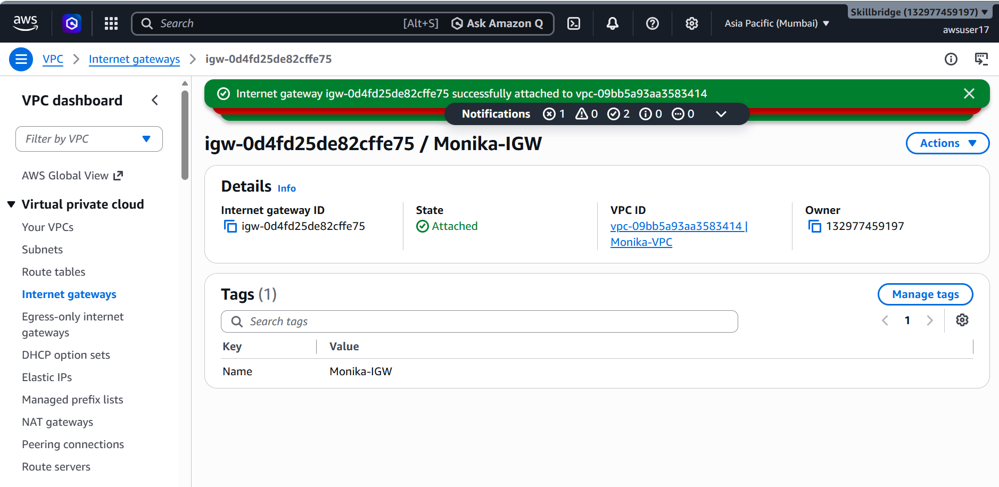 aws
Search
[Alt+S]
Ask Amazon Q
Asia Pacific (Mumbai)
Skillbridge (132977459197)
awsuser17
VPC
Internet gateways
igw-0d4fd25de82cffe75
VPC dashboard
Filter by VPC
AWS Global View
Virtual private cloud
Your VPCs
Subnets
Route tables
Internet gateways
Egress-only internet
gateways
DHCP option sets
Elastic IPs
Managed prefix lists
NAT gateways
Peering connections
Route servers
Internet gateway igw-0d4fd25de82cffe75 successfully attached to vpc-09bb5a93aa3583414
Notifications 1 0 2 0 0
igw-0d4fd25de82cffe75 / Monika-IGW
Actions
Details Info
Internet gateway ID
igw-0d4fd25de82cffe75
State
Attached
VPC ID
vpc-09bb5a93aa3583414 |
Monika-VPC
Owner
132977459197
Tags (1)
Manage tags
Search tags
1
Key Value
Name Monika-IGW